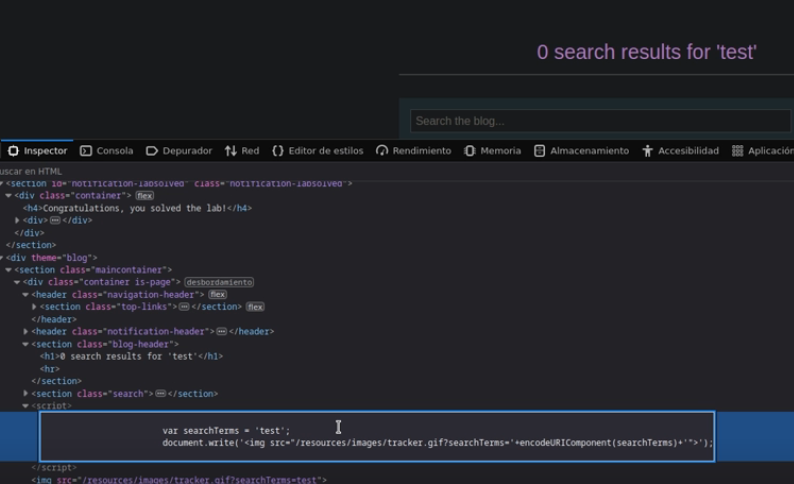 0 search results for 'test'
Search the blog...
Inspector Consola Depurador Red Editor de estilos Rendimiento Memoria Almacenamiento Accesibilidad Aplicación
uscar en HTML
<section id="notification-labsolved" class="notification-labsolved">
<div class="container"> flex
<h4>Congratulations, you solved the lab!</h4>
<div>⋯</div>
</div>
</section>
<div theme="blog">
<section class="maincontainer">
<div class="container is-page"> desbordamiento
<header class="navigation-header"> flex
<section class="top-links">⋯</section> flex
</header>
<header class="notification-header">⋯</header>
<section class="blog-header">
<h1>0 search results for 'test'</h1>
<hr>
</section>
<section class="search">⋯</section>
<script>
var searchTerms = 'test';
document.write('<img src="/resources/images/tracker.gif?searchTerms='+encodeURIComponent(searchTerms)+'">');
</script>
<img src="/resources/images/tracker.gif?searchTerms=test">